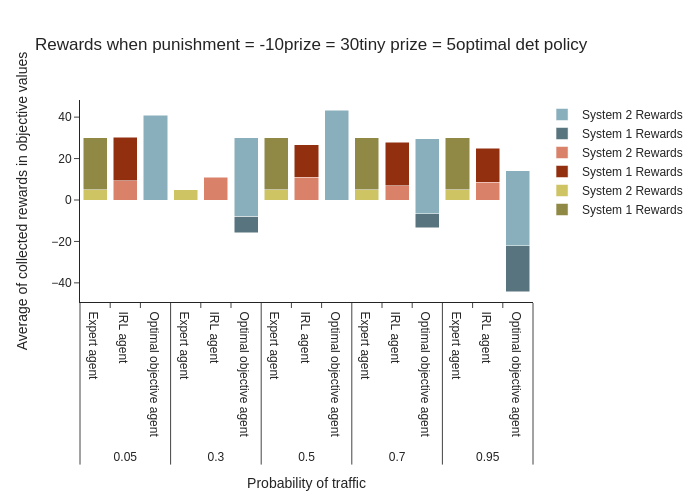 Rewards when punishment = -10prize = 30tiny prize = 5optimal det policy
Average of collected rewards in objective values
40
20
0
−20
−40
System 2 Rewards
System 1 Rewards
System 2 Rewards
System 1 Rewards
System 2 Rewards
System 1 Rewards
Expert agent
IRL agent
Optimal objective agent
Expert agent
IRL agent
Optimal objective agent
Expert agent
IRL agent
Optimal objective agent
Expert agent
IRL agent
Optimal objective agent
Expert agent
IRL agent
Optimal objective agent
0.05
0.3
0.5
0.7
0.95
Probability of traffic